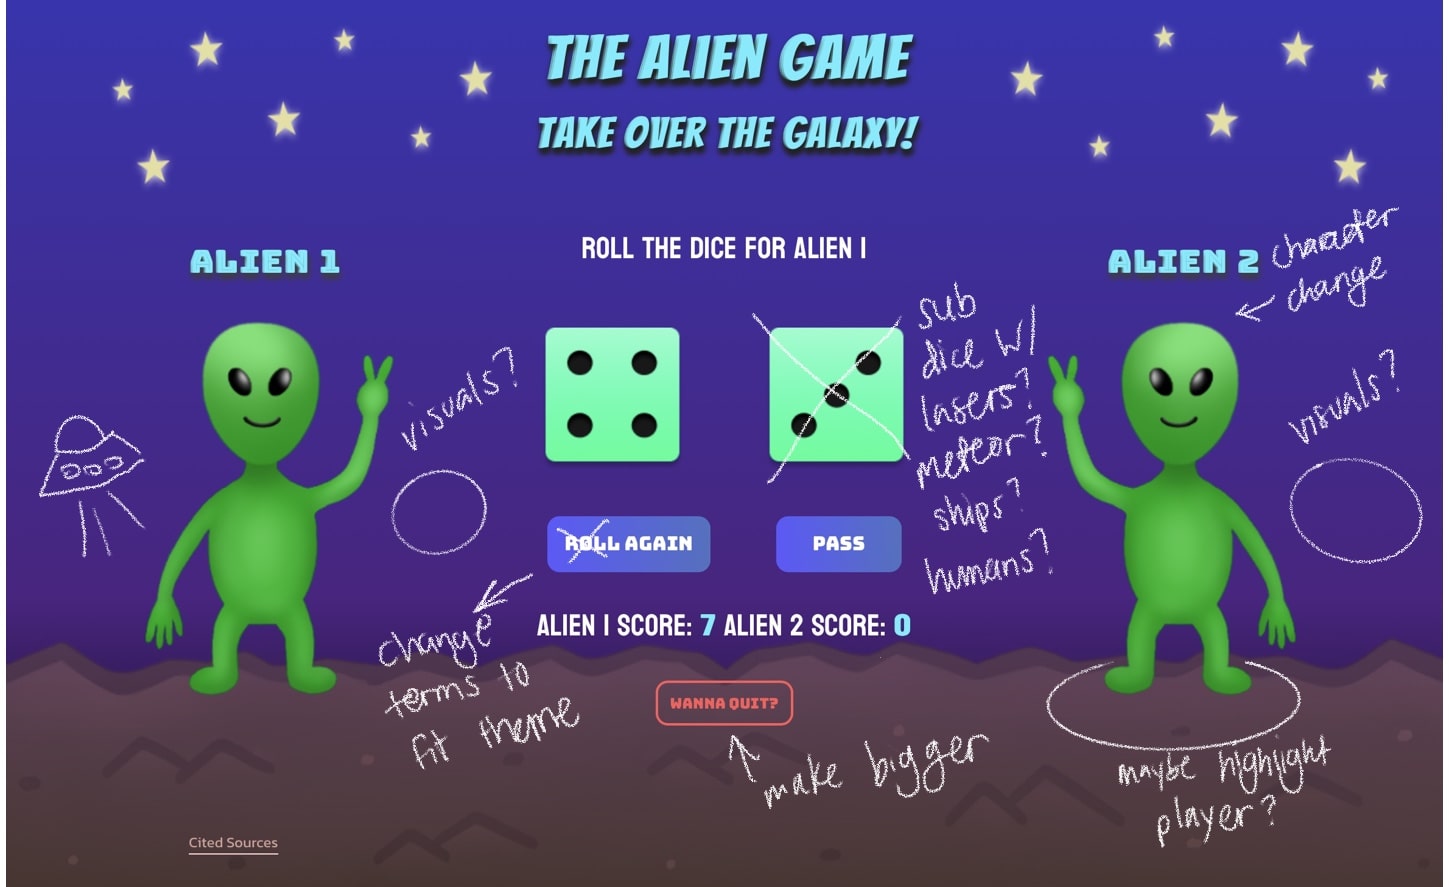 THE ALIEN GAME
TAKE OVER THE GALAXY!
ROLL THE DICE FOR ALIEN 1
ALIEN 1
ALIEN 2
character
change
visuals?
sub
dice w/
lasers?
meteor?
ships?
humans?
visuals?
ROLL AGAIN
PASS
ALIEN 1 SCORE: 7 ALIEN 2 SCORE: 0
change
terms to
fit theme
WANNA QUIT?
make bigger
maybe highlight
player?
Cited Sources